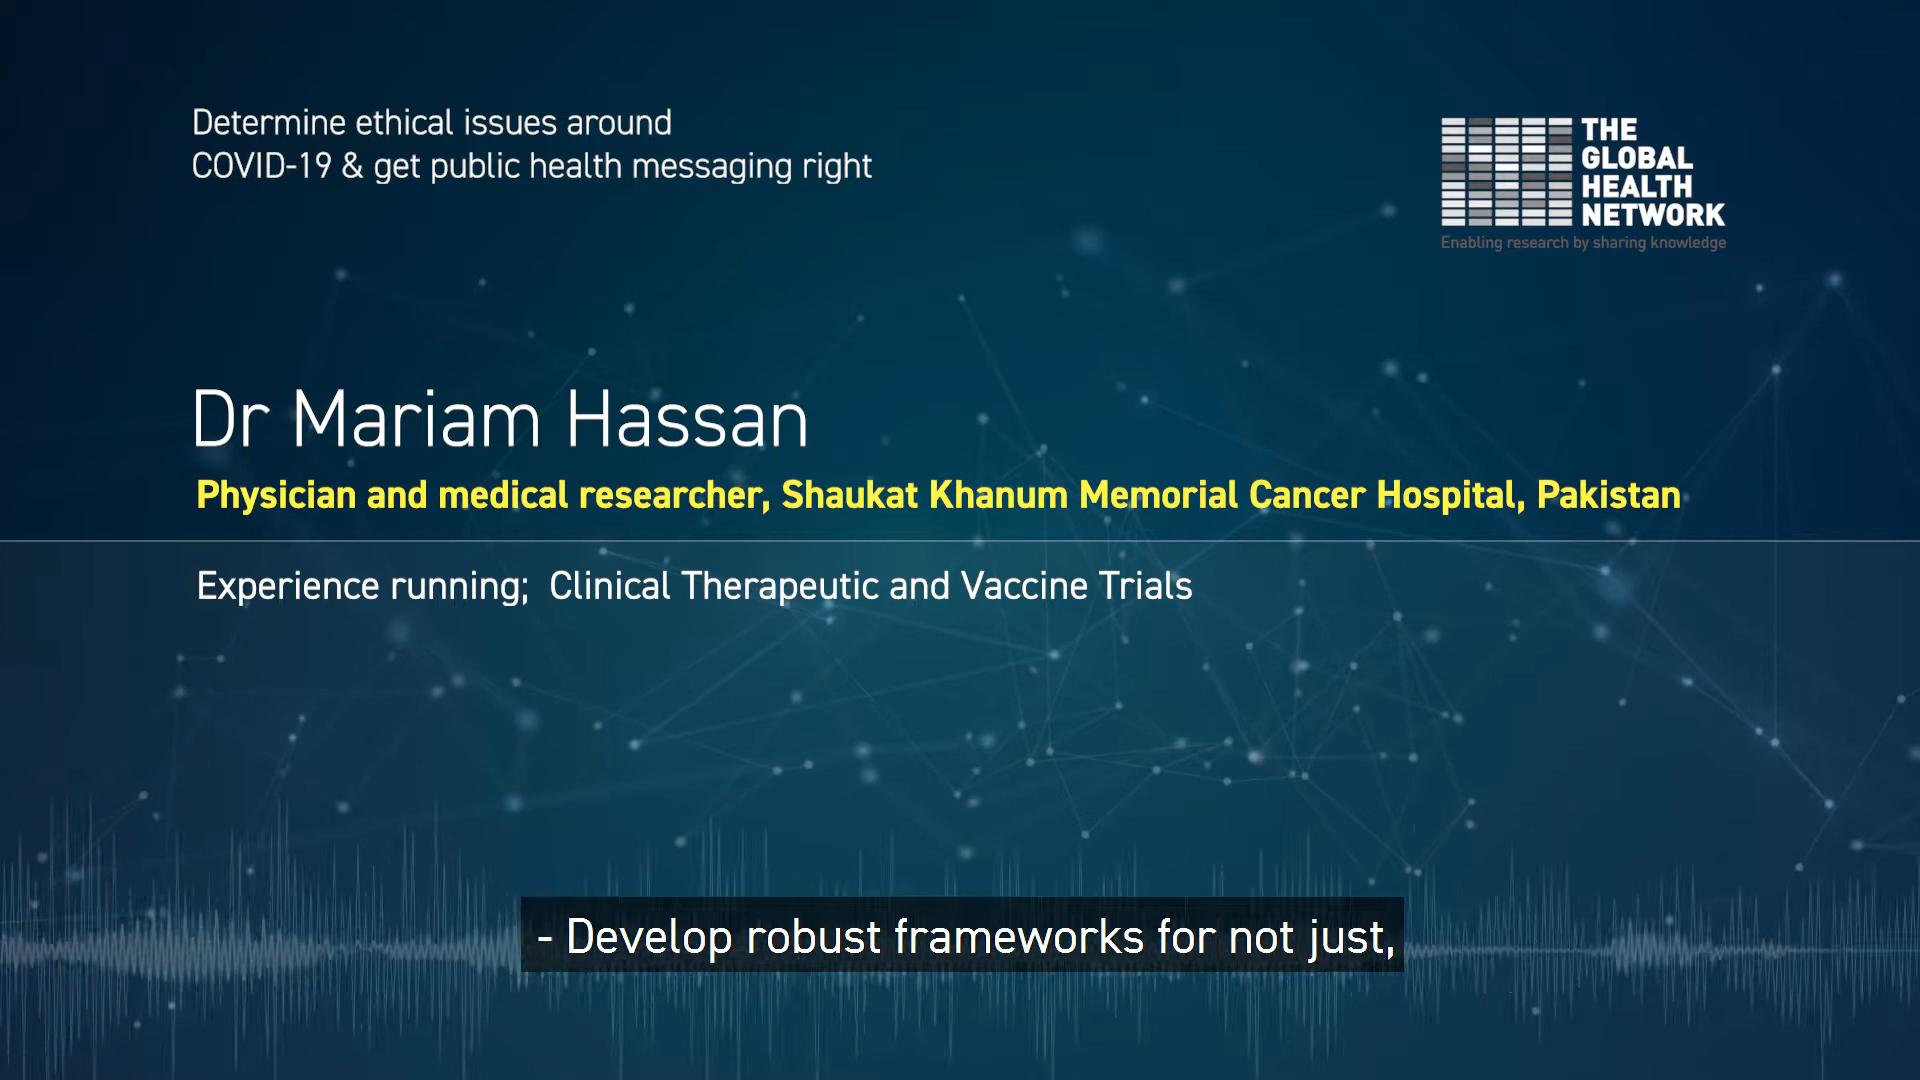 Determine ethical issues around
COVID-19 & get public health messaging right
THE
GLOBAL
HEALTH
NETWORK
Enabling research by sharing knowledge
Dr Mariam Hassan
Physician and medical researcher, Shaukat Khanum Memorial Cancer Hospital, Pakistan
Experience running;  Clinical Therapeutic and Vaccine Trials
- Develop robust frameworks for not just,